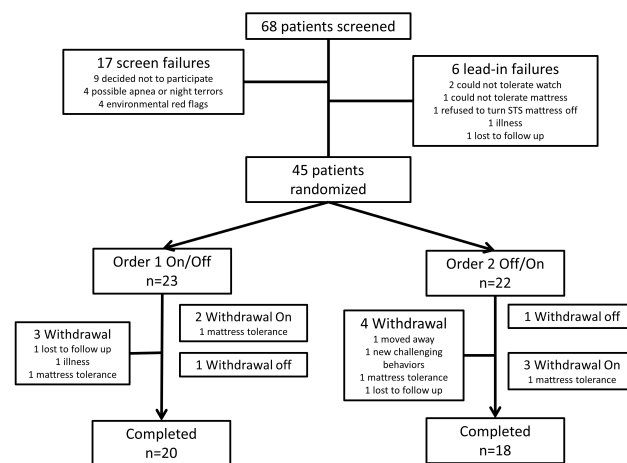 68 patients screened
17 screen failures
9 decided not to participate
4 possible apnea or night terrors
4 environmental red flags
6 lead-in failures
2 could not tolerate watch
1 could not tolerate mattress
1 refused to turn STS mattress off
1 illness
1 lost to follow up
45 patients
randomized
Order 1 On/Off
n=23
Order 2 Off/On
n=22
3 Withdrawal
1 lost to follow up
1 illness
1 mattress tolerance
2 Withdrawal On
1 mattress tolerance
1 Withdrawal off
4 Withdrawal
1 moved away
1 new challenging
behaviors
1 mattress tolerance
1 lost to follow up
1 Withdrawal off
3 Withdrawal On
1 mattress tolerance
Completed
n=20
Completed
n=18